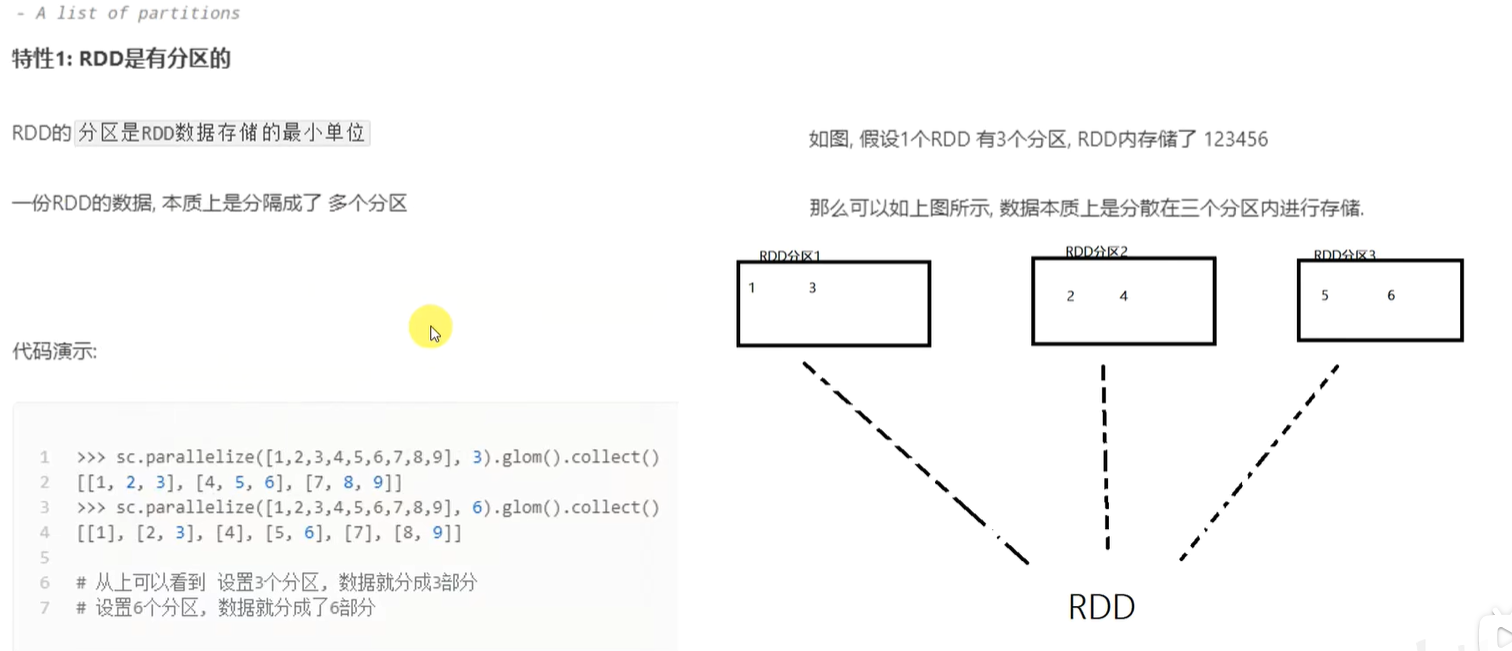 - A list of partitions
特性1: RDD是有分区的
RDD的 分区是RDD数据存储的最小单位
一份RDD的数据, 本质上是分隔成了 多个分区
代码演示:
1 >>> sc.parallelize([1,2,3,4,5,6,7,8,9], 3).glom().collect()
2 [[1, 2, 3], [4, 5, 6], [7, 8, 9]]
3 >>> sc.parallelize([1,2,3,4,5,6,7,8,9], 6).glom().collect()
4 [[1], [2, 3], [4], [5, 6], [7], [8, 9]]
5
6 # 从上可以看到 设置3个分区, 数据就分成3部分
7 # 设置6个分区, 数据就分成了6部分
如图, 假设1个RDD 有3个分区, RDD内存储了 123456
那么可以如上图所示, 数据本质上是分散在三个分区内进行存储.
RDD分区1
1 3
RDD分区2
2 4
RDD分区3
5 6
RDD